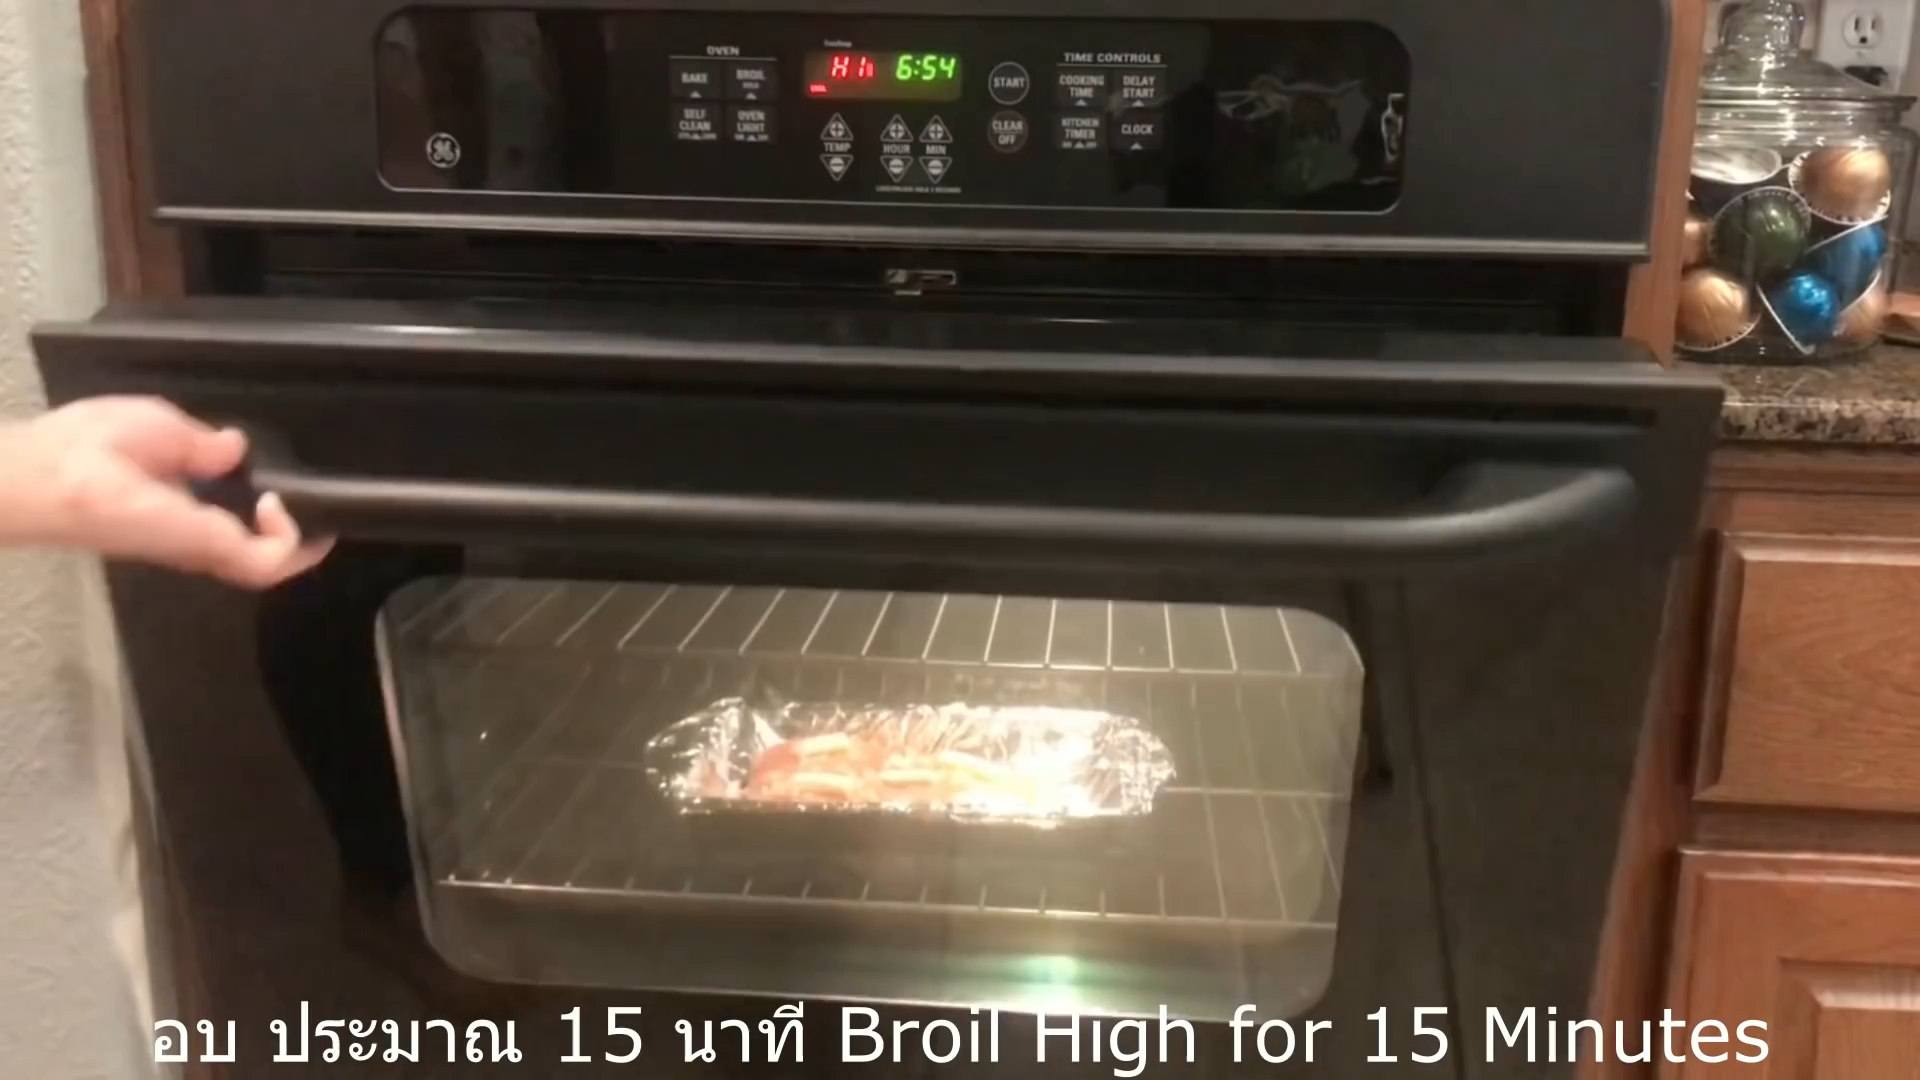 OVEN
BAKE
BROIL
SELF CLEAN
OVEN LIGHT
HI 6:54
TEMP
HOUR
MIN
START
CLEAR OFF
TIME CONTROLS
COOKING TIME
DELAY START
KITCHEN TIMER
CLOCK
อบ ประมาณ 15 นาที Broil High for 15 Minutes